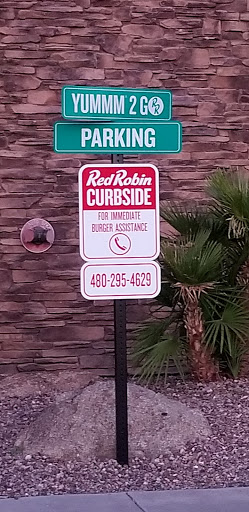 YUMMM 2 GO
PARKING
Red Robin
CURBSIDE
FOR IMMEDIATE
BURGER ASSISTANCE
480-295-4629